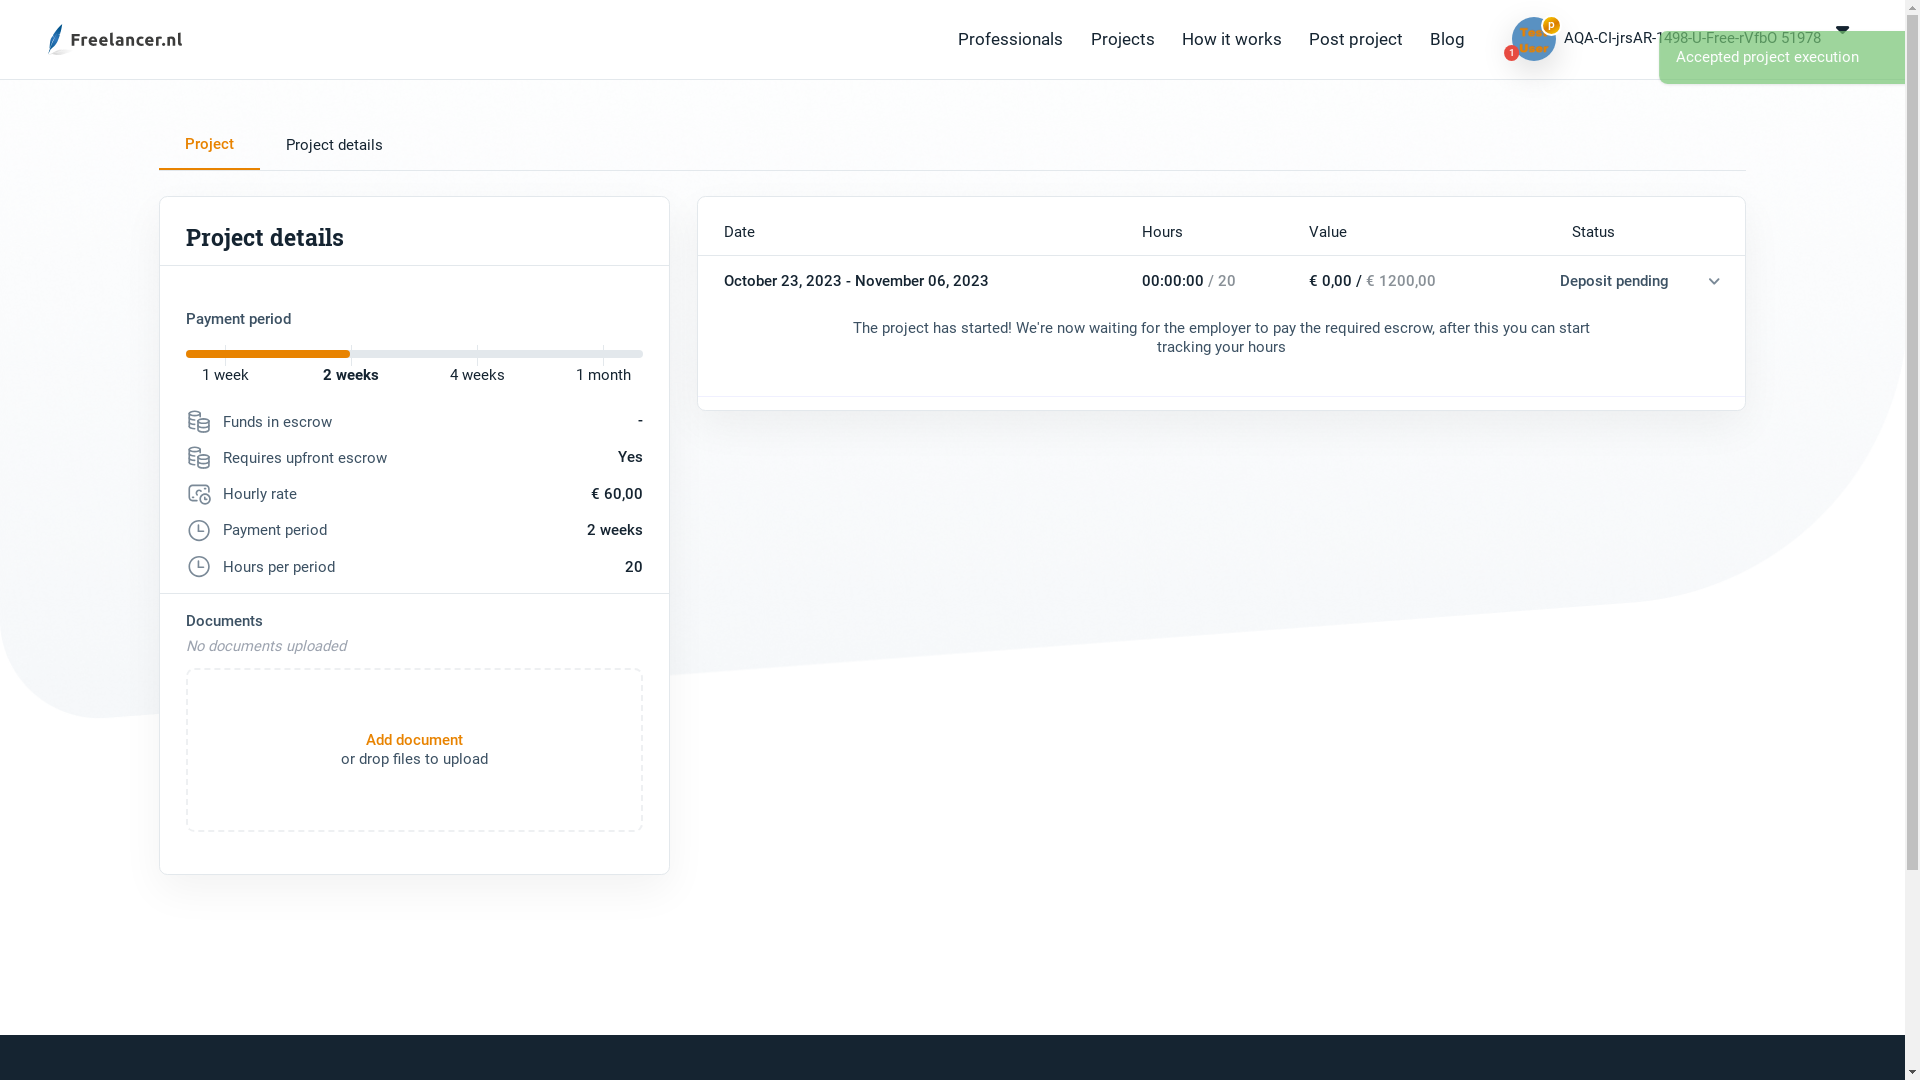 Freelancer.nl
Professionals
Projects
How it works
Post project
Blog
Test
User
p
1
AQA-CI-jrsAR-1498-U-Free-rVfbO 51978
Accepted project execution
Project
Project details
Project details
Payment period
1 week
2 weeks
4 weeks
1 month
Funds in escrow -
Requires upfront escrow Yes
Hourly rate € 60,00
Payment period 2 weeks
Hours per period 20
Documents
No documents uploaded
Add document
or drop files to upload
Date Hours Value Status
October 23, 2023 - November 06, 2023 00:00:00 / 20 € 0,00 / € 1200,00 Deposit pending
The project has started! We're now waiting for the employer to pay the required escrow, after this you can start
tracking your hours